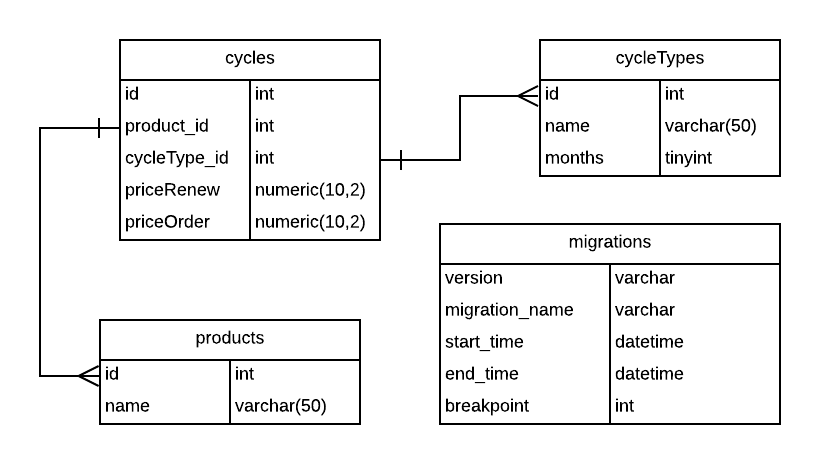 cycles
id int
product_id int
cycleType_id int
priceRenew numeric(10,2)
priceOrder numeric(10,2)
cycleTypes
id int
name varchar(50)
months tinyint
migrations
version varchar
migration_name varchar
start_time datetime
end_time datetime
breakpoint int
products
id int
name varchar(50)